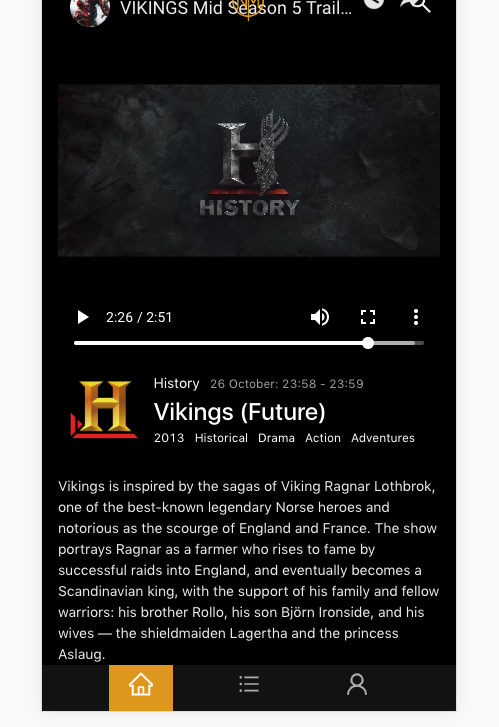 VIKINGS Mid Season 5 Trail...
HISTORY
2:26 / 2:51
History 26 October: 23:58 - 23:59
Vikings (Future)
2013 Historical Drama Action Adventures
Vikings is inspired by the sagas of Viking Ragnar Lothbrok,
one of the best-known legendary Norse heroes and
notorious as the scourge of England and France. The show
portrays Ragnar as a farmer who rises to fame by
successful raids into England, and eventually becomes a
Scandinavian king, with the support of his family and fellow
warriors: his brother Rollo, his son Björn Ironside, and his
wives — the shieldmaiden Lagertha and the princess
Aslaug.